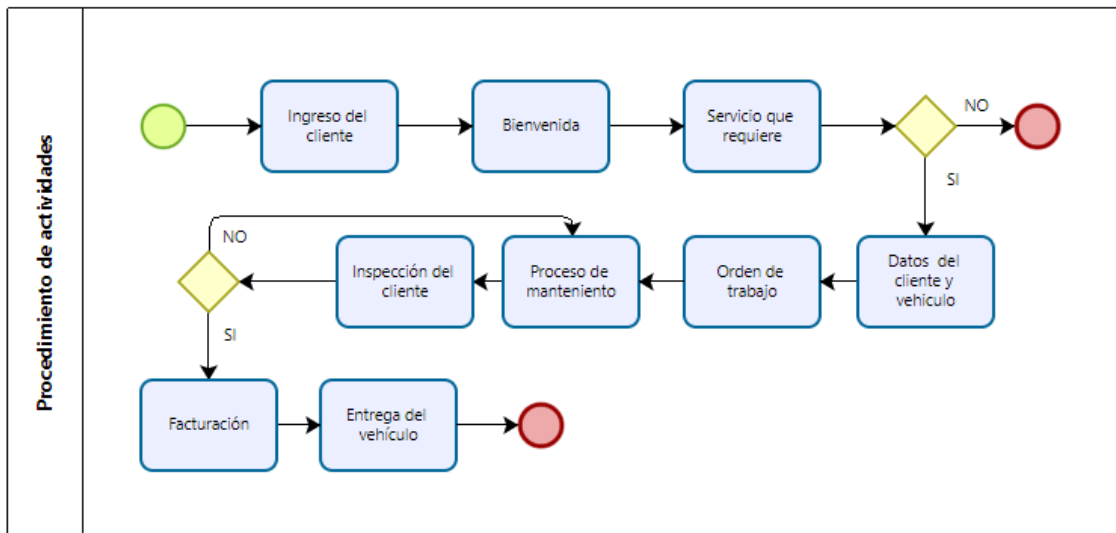 Procedimiento de actividades
Ingreso del
cliente
Bienvenida
Servicio que
requiere
NO
SI
Datos del
cliente y
vehiculo
Orden de
trabajo
Proceso de
manteniento
Inspección del
cliente
NO
SI
Facturación
Entrega del
vehículo